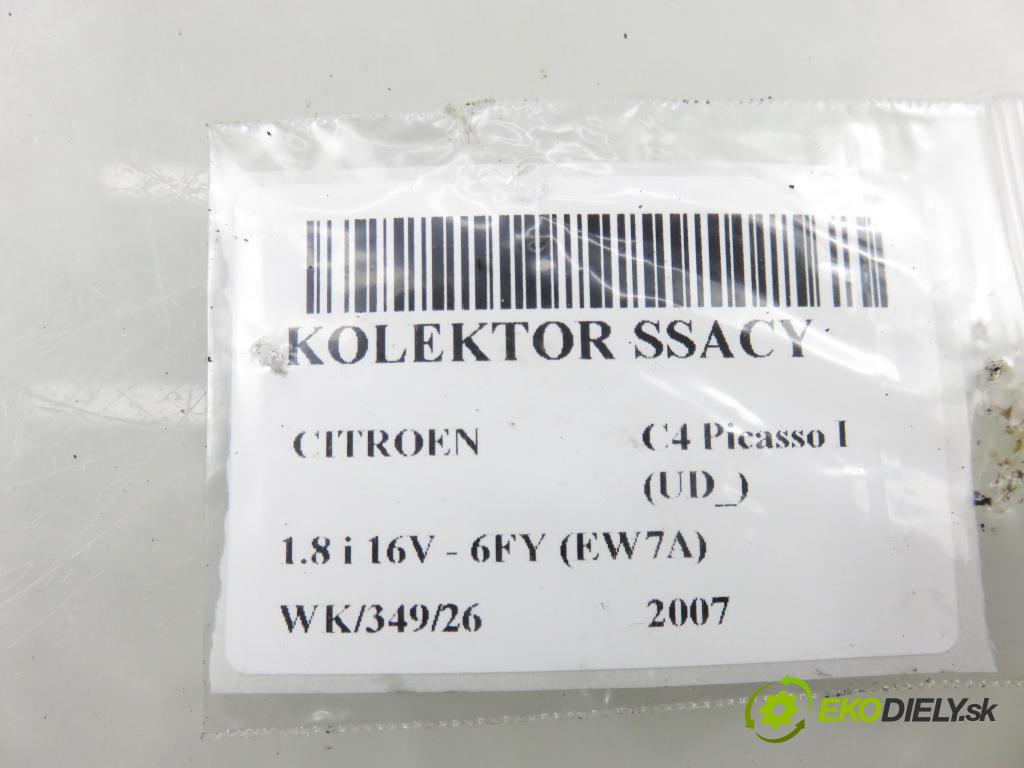 KOLEKTOR SSACY
CITROEN C4 Picasso I
(UD_)
1.8 i 16V - 6FY (EW7A)
WK/349/26 2007
EKODIELY.sk